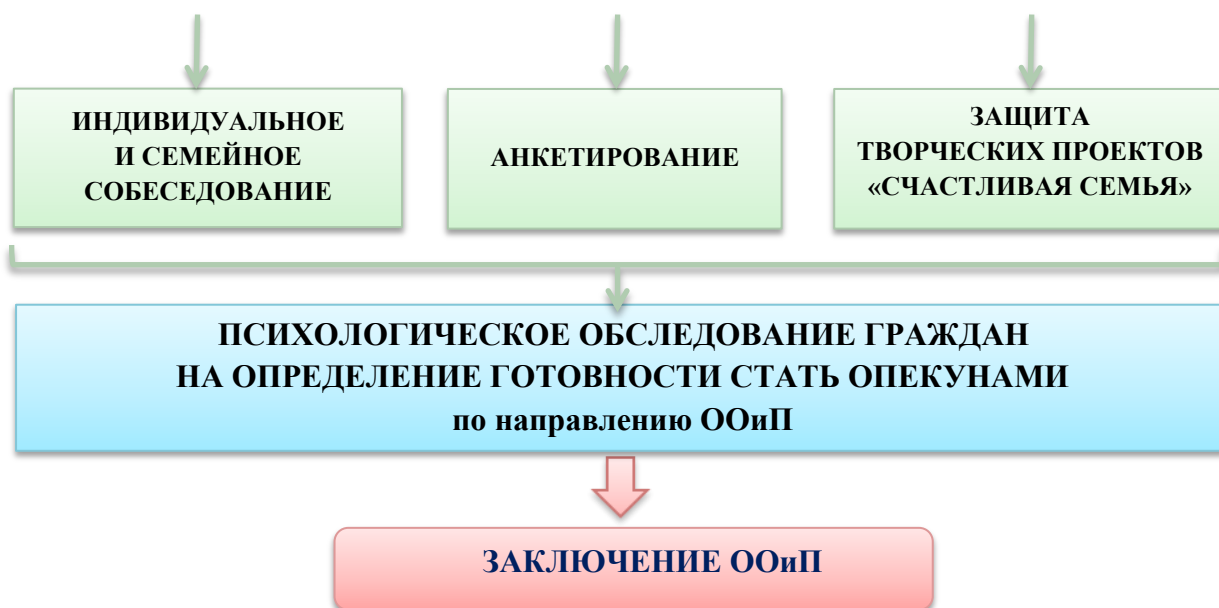 ИНДИВИДУАЛЬНОЕ
И СЕМЕЙНОЕ
СОБЕСЕДОВАНИЕ
АНКЕТИРОВАНИЕ
ЗАЩИТА
ТВОРЧЕСКИХ ПРОЕКТОВ
«СЧАСТЛИВАЯ СЕМЬЯ»
ПСИХОЛОГИЧЕСКОЕ ОБСЛЕДОВАНИЕ ГРАЖДАН
НА ОПРЕДЕЛЕНИЕ ГОТОВНОСТИ СТАТЬ ОПЕКУНАМИ
по направлению ООиП
ЗАКЛЮЧЕНИЕ ООиП